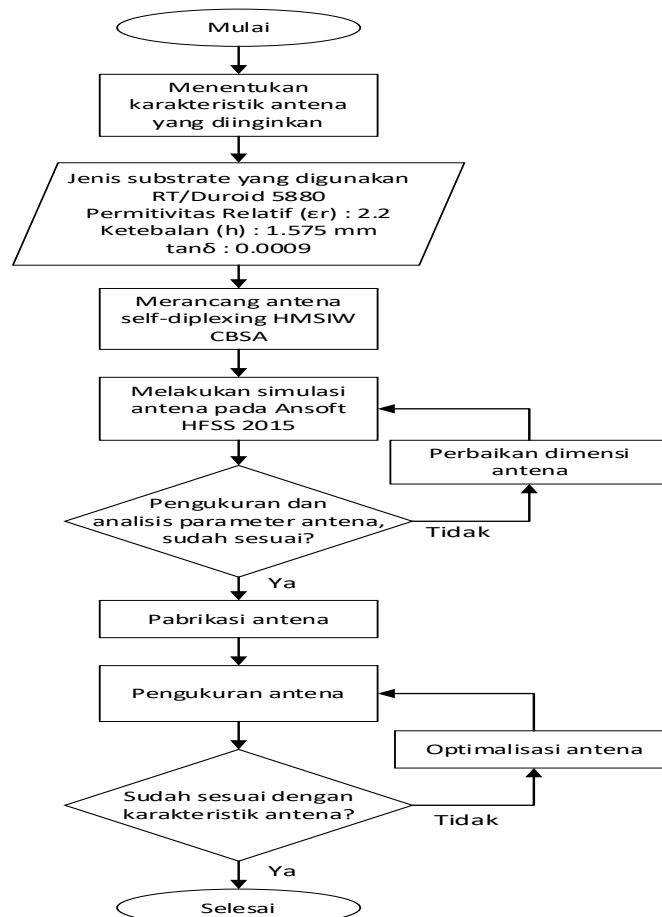 Mulai
Menentukan
karakteristik antena
yang diinginkan
Jenis substrate yang digunakan
RT/Duroid 5880
Permitivitas Relatif (εr) : 2.2
Ketebalan (h) : 1.575 mm
tanδ : 0.0009
Merancang antena
self-diplexing HMSIW
CBSA
Melakukan simulasi
antena pada Ansoft
HFSS 2015
Perbaikan dimensi
antena
Pengukuran dan
analisis parameter antena,
sudah sesuai?
Tidak
Ya
Pabrikasi antena
Pengukuran antena
Optimalisasi antena
Sudah sesuai dengan
karakteristik antena?
Tidak
Ya
Selesai